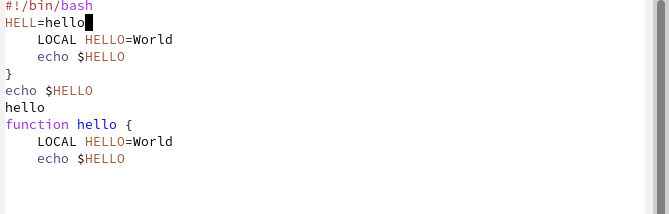 #!/bin/bash
HELL=hello
    LOCAL HELLO=World
    echo $HELLO
}
echo $HELLO
hello
function hello {
    LOCAL HELLO=World
    echo $HELLO